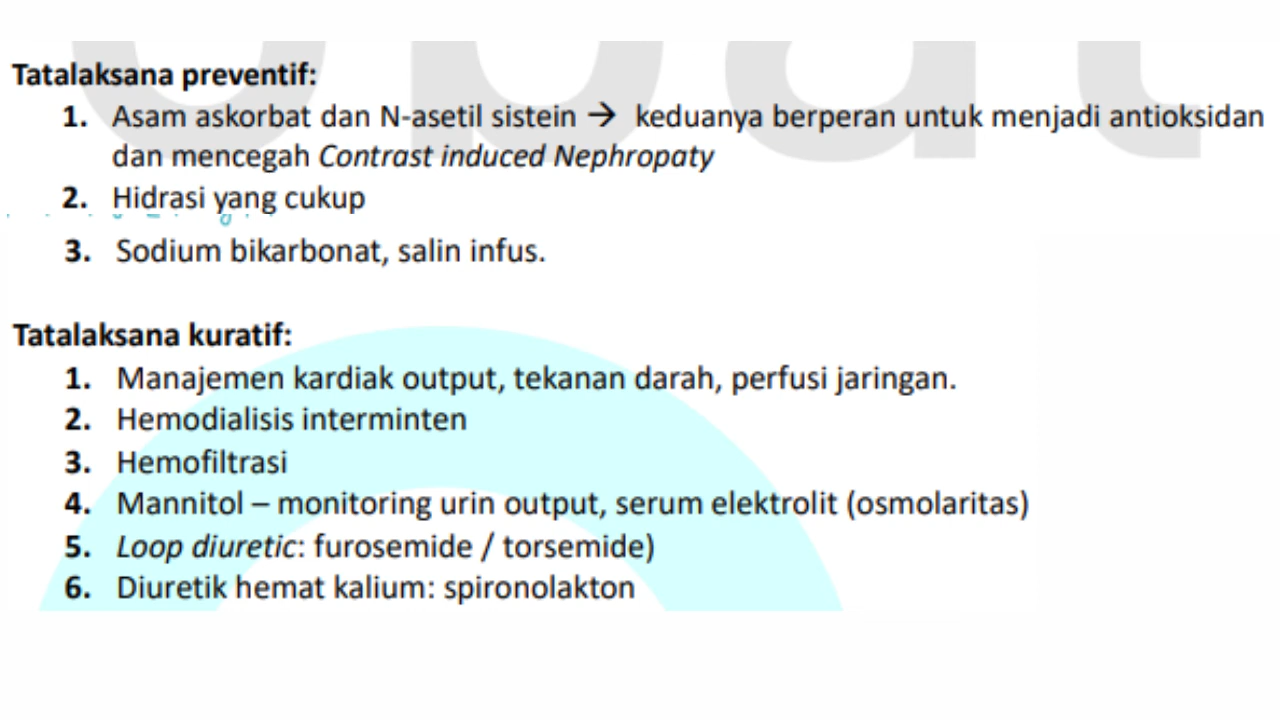 Tatalaksana preventif:
1. Asam askorbat dan N-asetil sistein → keduanya berperan untuk menjadi antioksidan
dan mencegah Contrast induced Nephropaty
2. Hidrasi yang cukup
3. Sodium bikarbonat, salin infus.
Tatalaksana kuratif:
1. Manajemen kardiak output, tekanan darah, perfusi jaringan.
2. Hemodialisis interminten
3. Hemofiltrasi
4. Mannitol – monitoring urin output, serum elektrolit (osmolaritas)
5. Loop diuretic: furosemide / torsemide)
6. Diuretik hemat kalium: spironolakton